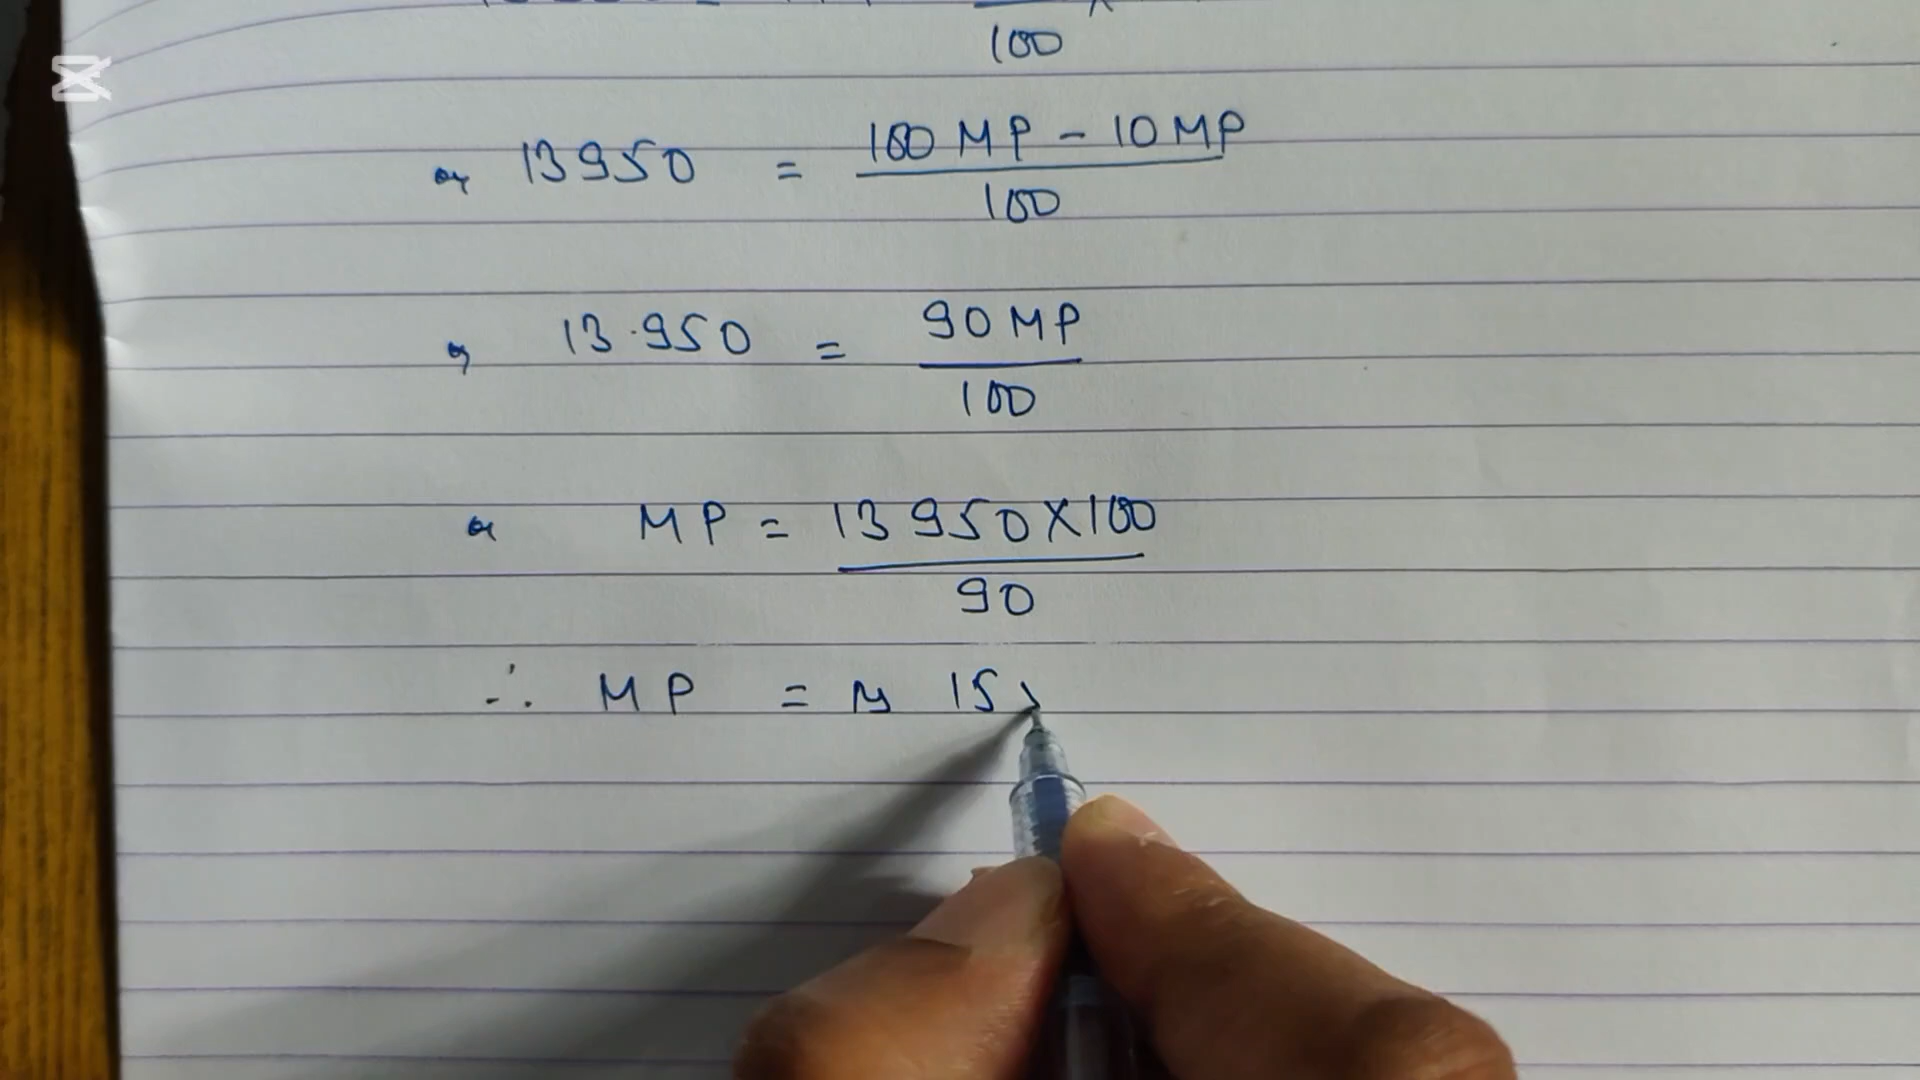 100
or 13950 = 100 MP - 10 MP
100
or 13.950 = 90 MP
100
or MP = 13950 X 100
90
∴ MP = Rs 15